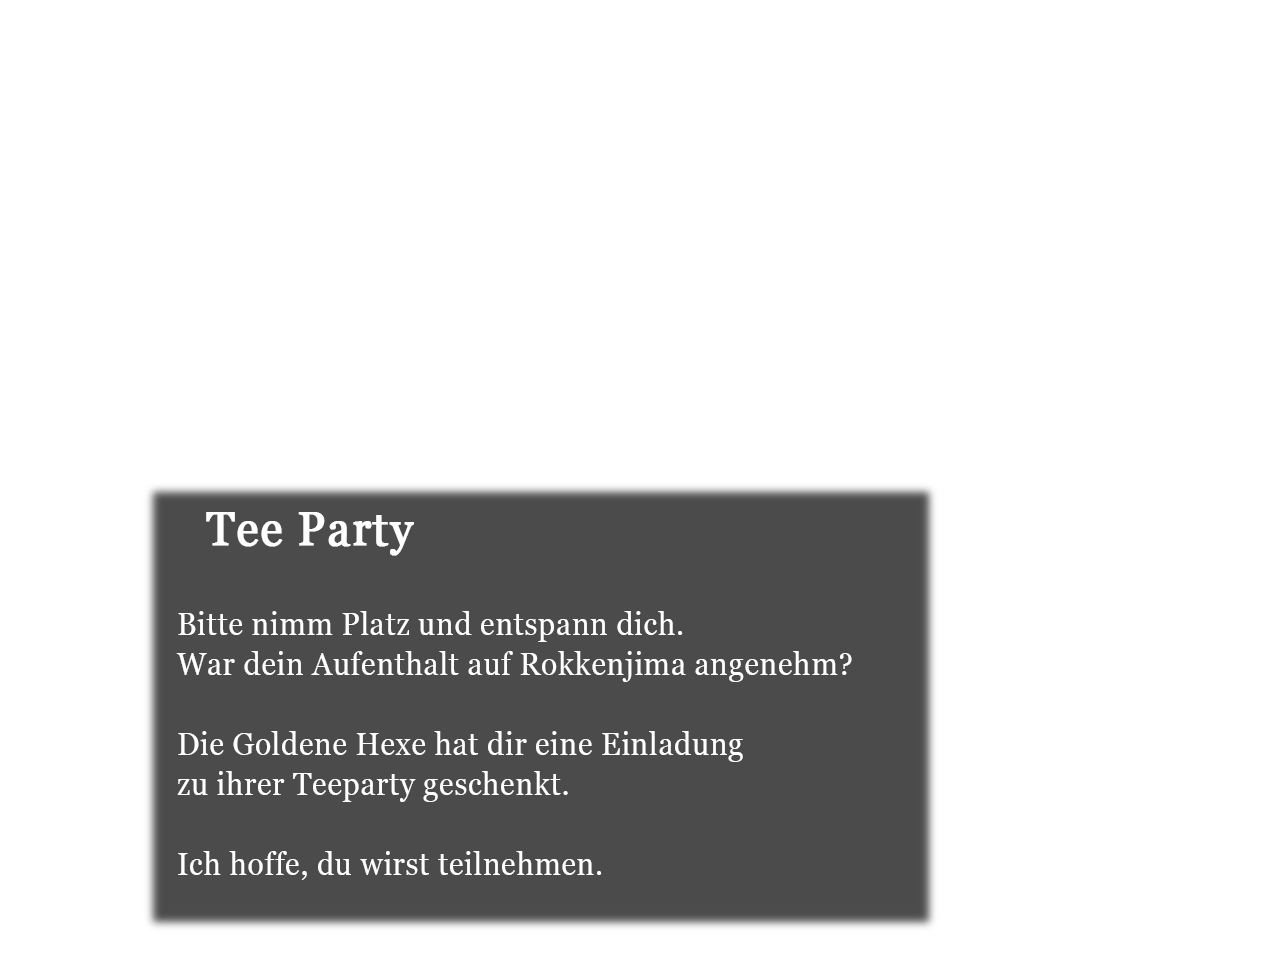 Tee Party
Bitte nimm Platz und entspann dich.
War dein Aufenthalt auf Rokkenjima angenehm?
Die Goldene Hexe hat dir eine Einladung
zu ihrer Teeparty geschenkt.
Ich hoffe, du wirst teilnehmen.